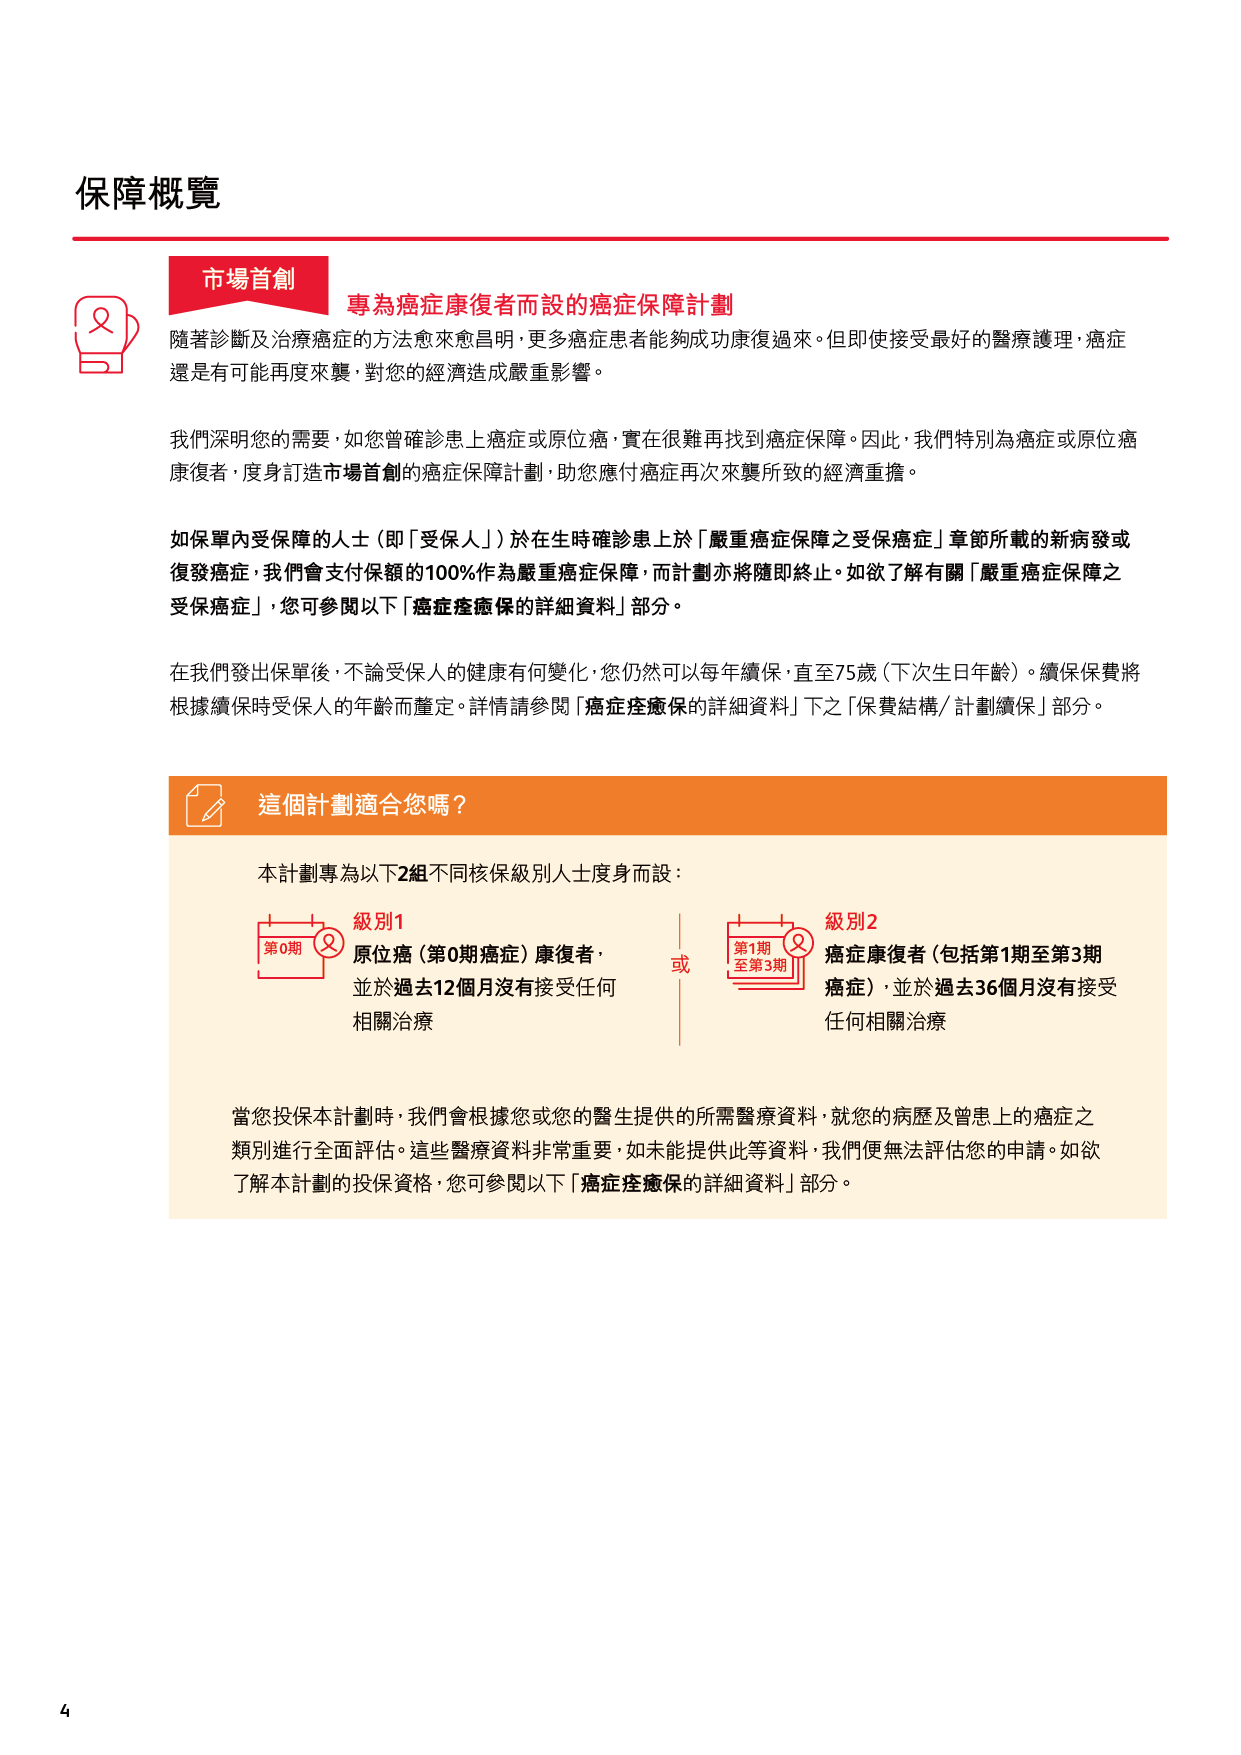 保障概覽
市場首創
專為癌症康復者而設的癌症保障計劃
隨著診斷及治療癌症的方法愈來愈昌明，更多癌症患者能夠成功康復過來。但即使接受最好的醫療護理，癌症
還是有可能再度來襲，對您的經濟造成嚴重影響。
我們深明您的需要，如您曾確診患上癌症或原位癌，實在很難再找到癌症保障。因此，我們特別為癌症或原位癌
康復者，度身訂造市場首創的癌症保障計劃，助您應付癌症再次來襲所致的經濟重擔。
如保單內受保障的人士（即「受保人」）於在生時確診患上於「嚴重癌症保障之受保癌症」章節所載的新病發或
復發癌症，我們會支付保額的100%作為嚴重癌症保障，而計劃亦將隨即終止。如欲了解有關「嚴重癌症保障之
受保癌症」，您可參閱以下「癌症痊癒保的詳細資料」部分。
在我們發出保單後，不論受保人的健康有何變化，您仍然可以每年續保，直至75歲（下次生日年齡）。續保保費將
根據續保時受保人的年齡而釐定。詳情請參閱「癌症痊癒保的詳細資料」下之「保費結構/計劃續保」部分。
這個計劃適合您嗎？
本計劃專為以下2組不同核保級別人士度身而設：
第0期
級別1
原位癌（第0期癌症）康復者，
並於過去12個月沒有接受任何
相關治療
或
第1期
至第3期
級別2
癌症康復者（包括第1期至第3期
癌症），並於過去36個月沒有接受
任何相關治療
當您投保本計劃時，我們會根據您或您的醫生提供的所需醫療資料，就您的病歷及曾患上的癌症之
類別進行全面評估。這些醫療資料非常重要，如未能提供此等資料，我們便無法評估您的申請。如欲
了解本計劃的投保資格，您可參閱以下「癌症痊癒保的詳細資料」部分。
4